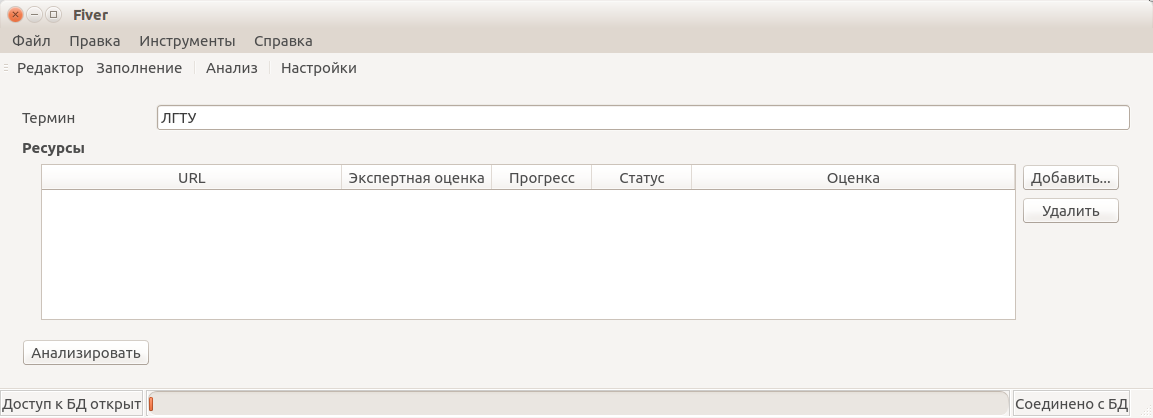 Fiver
Файл Правка Инструменты Справка
Редактор Заполнение Анализ Настройки
Термин ЛГТУ
Ресурсы
URL Экспертная оценка Прогресс Статус Оценка Добавить...
Удалить
Анализировать
Доступ к БД открыт Соединено с БД